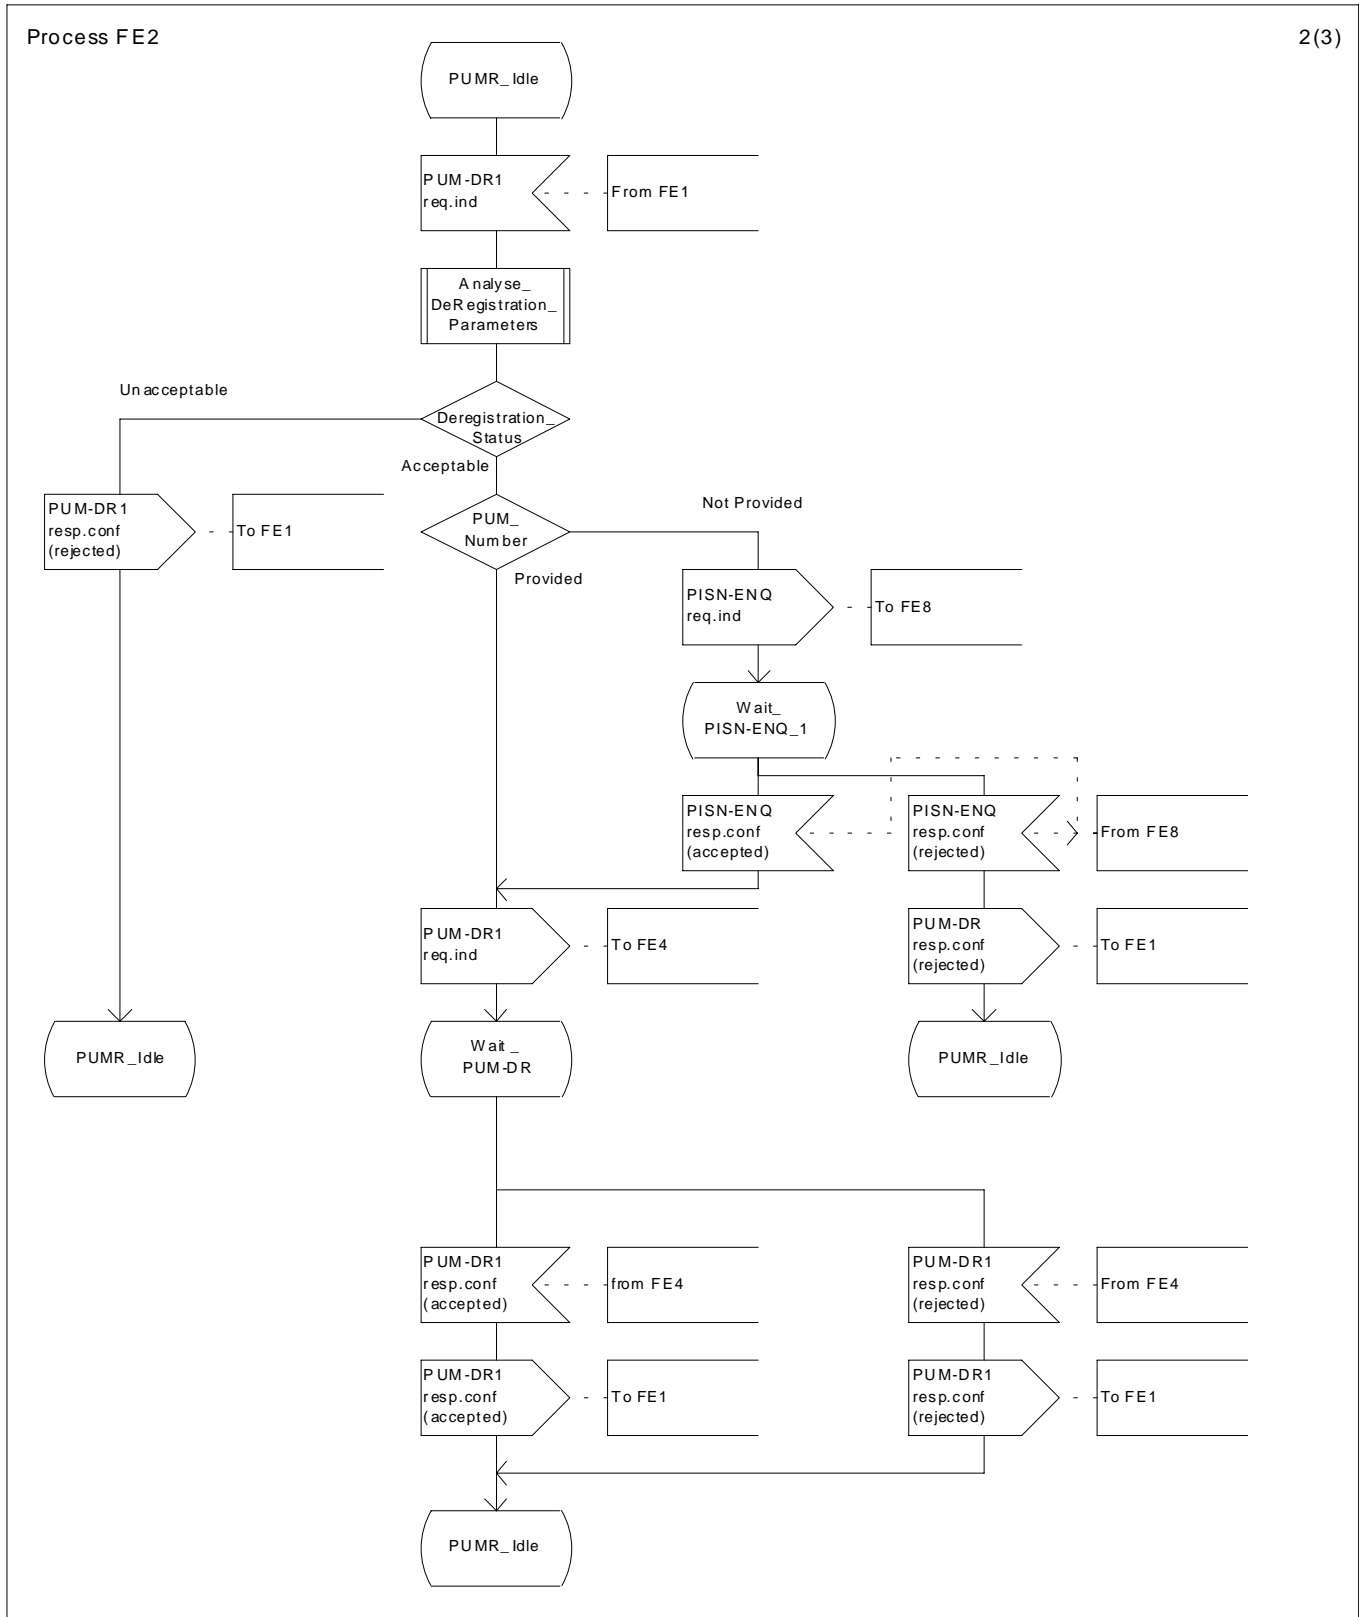 Process FE2
2(3)
PUMR_Idle
PUM-DR1
req.ind
From FE1
Analyse_
DeRegistration_
Parameters
Unacceptable
Deregistration_
Status
Acceptable
PUM-DR1
resp.conf
(rejected)
To FE1
PUM_
Number
Not Provided
Provided
PISN-ENQ
req.ind
To FE8
Wait_
PISN-ENQ_1
PISN-ENQ
resp.conf
(accepted)
PISN-ENQ
resp.conf
(rejected)
From FE8
PUM-DR1
req.ind
To FE4
PUM-DR
resp.conf
(rejected)
To FE1
PUMR_Idle
Wait_
PUM-DR
PUMR_Idle
PUM-DR1
resp.conf
(accepted)
from FE4
PUM-DR1
resp.conf
(rejected)
From FE4
PUM-DR1
resp.conf
(accepted)
To FE1
PUM-DR1
resp.conf
(rejected)
To FE1
PUMR_Idle